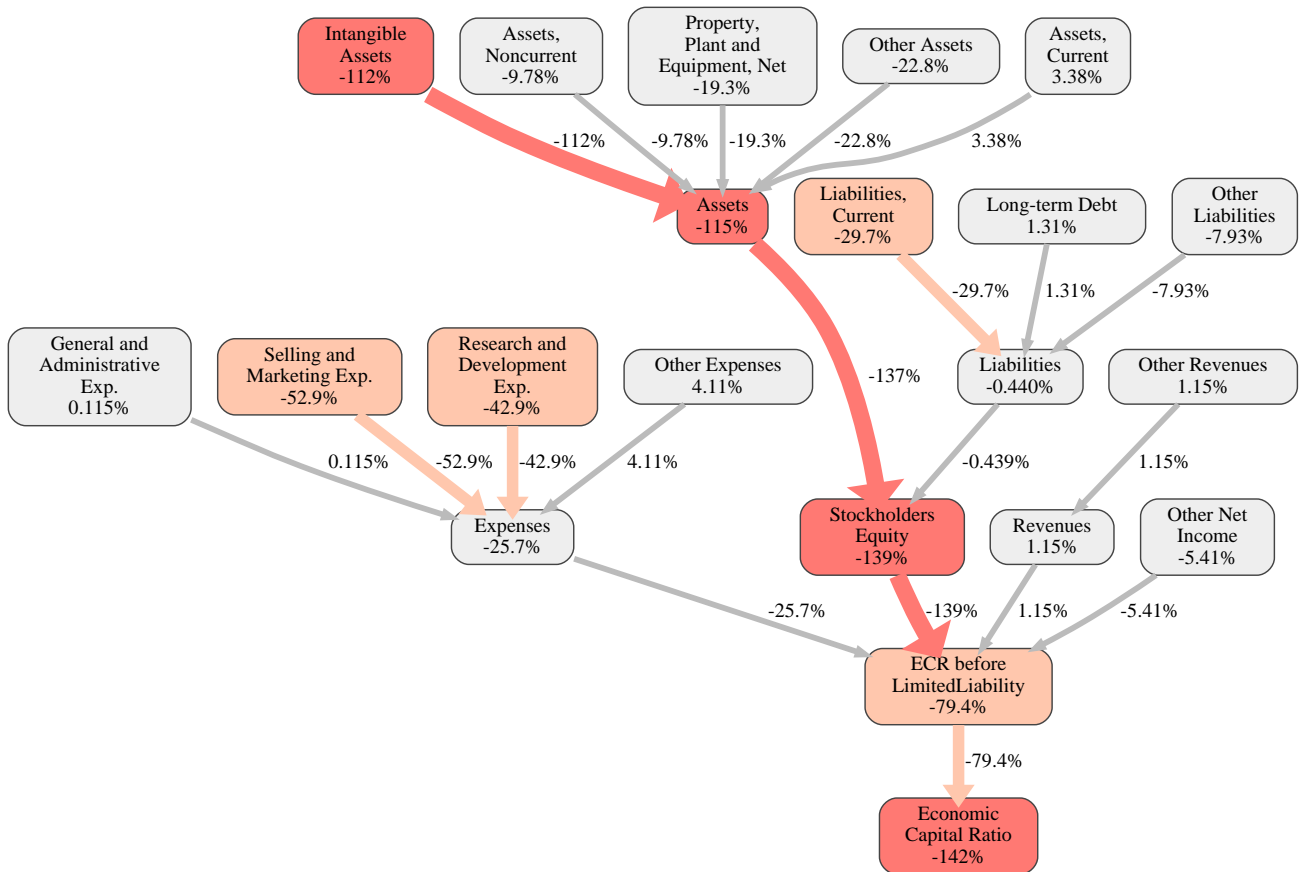 Intangible
Assets
-112%
Assets,
Noncurrent
-9.78%
Property,
Plant and
Equipment, Net
-19.3%
Other Assets
-22.8%
Assets,
Current
3.38%
-112%
-9.78%
-19.3%
-22.8%
3.38%
Assets
-115%
Liabilities,
Current
-29.7%
Long-term Debt
1.31%
Other
Liabilities
-7.93%
-29.7%
1.31%
-7.93%
General and
Administrative
Exp.
0.115%
Selling and
Marketing Exp.
-52.9%
Research and
Development
Exp.
-42.9%
Other Expenses
4.11%
-137%
Liabilities
-0.440%
Other Revenues
1.15%
0.115%
-52.9%
-42.9%
4.11%
-0.439%
1.15%
Expenses
-25.7%
Stockholders
Equity
-139%
Revenues
1.15%
Other Net
Income
-5.41%
-25.7%
-139%
1.15%
-5.41%
ECR before
LimitedLiability
-79.4%
-79.4%
Economic
Capital Ratio
-142%